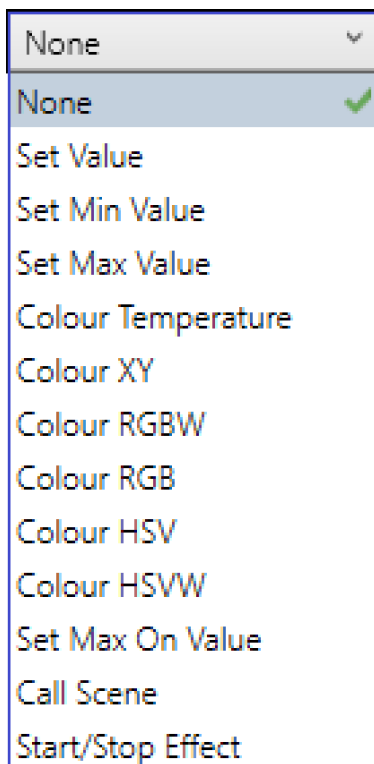 None
None
Set Value
Set Min Value
Set Max Value
Colour Temperature
Colour XY
Colour RGBW
Colour RGB
Colour HSV
Colour HSVW
Set Max On Value
Call Scene
Start/Stop Effect